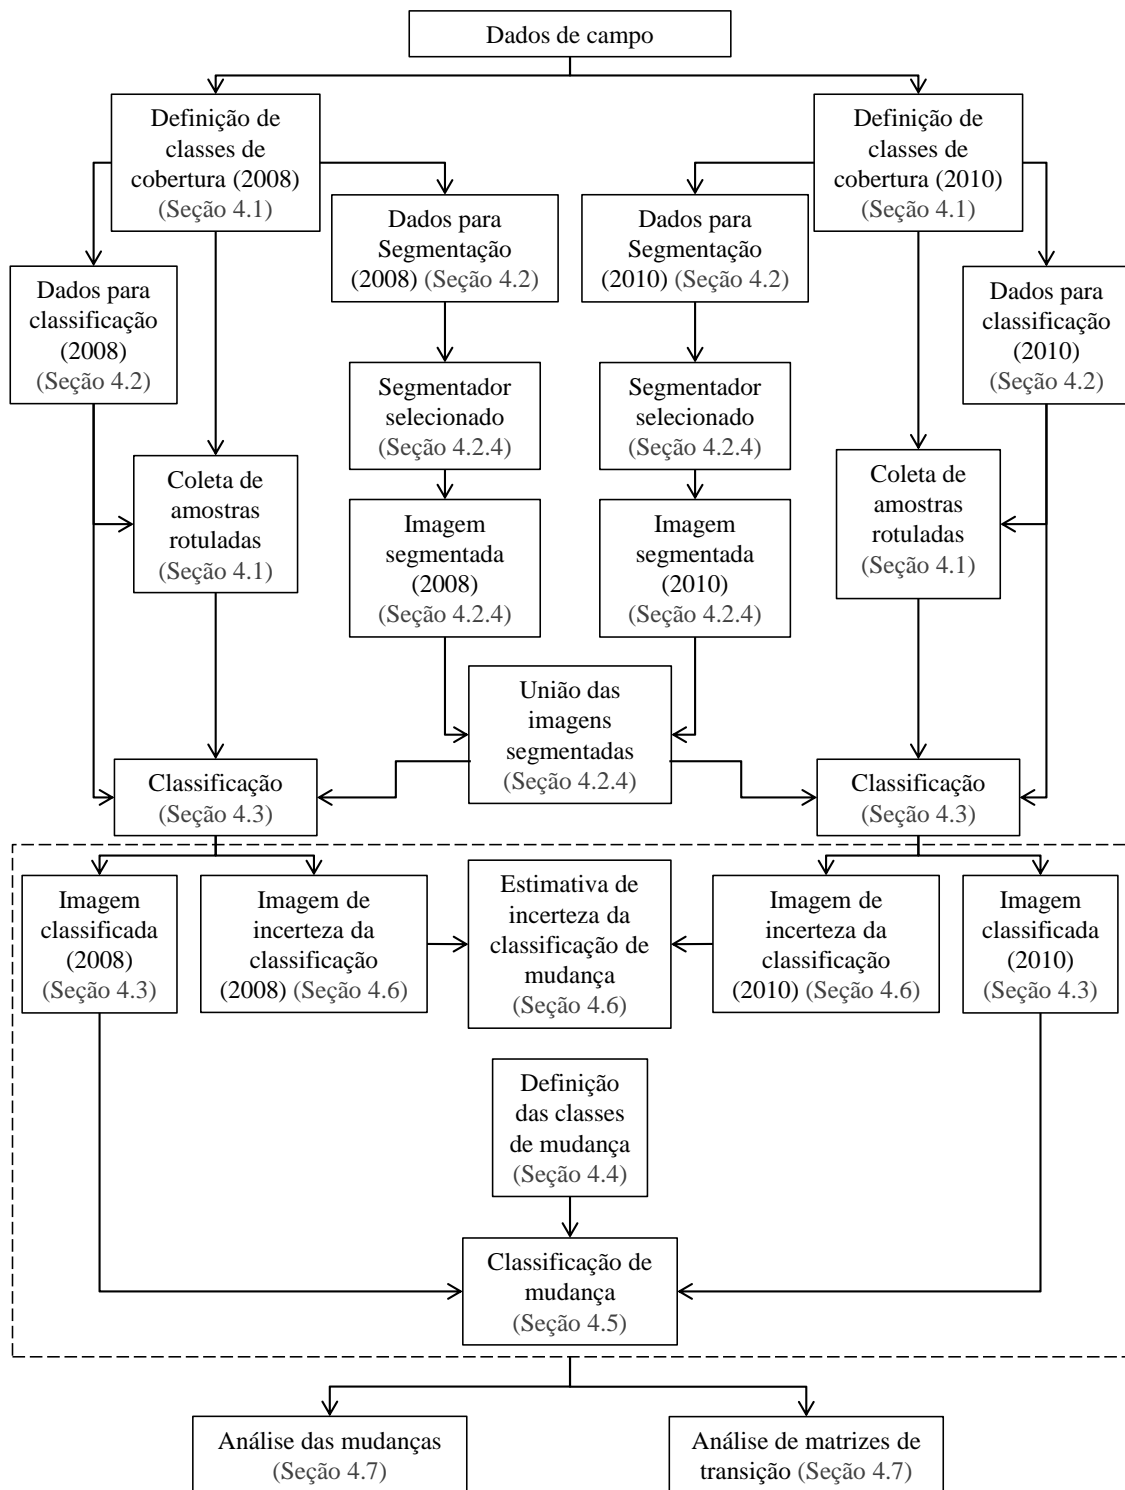 Dados de campo
Definição de
classes de
cobertura (2008)
(Seção 4.1)
Definição de
classes de
cobertura (2010)
(Seção 4.1)
Dados para
Segmentação
(2008) (Seção 4.2)
Dados para
Segmentação
(2010) (Seção 4.2)
Dados para
classificação
(2008)
(Seção 4.2)
Dados para
classificação
(2010)
(Seção 4.2)
Segmentador
selecionado
(Seção 4.2.4)
Segmentador
selecionado
(Seção 4.2.4)
Coleta de
amostras
rotuladas
(Seção 4.1)
Imagem
segmentada
(2008)
(Seção 4.2.4)
Imagem
segmentada
(2010)
(Seção 4.2.4)
Coleta de
amostras
rotuladas
(Seção 4.1)
União das
imagens
segmentadas
(Seção 4.2.4)
Classificação
(Seção 4.3)
Classificação
(Seção 4.3)
Imagem
classificada
(2008)
(Seção 4.3)
Imagem de
incerteza da
classificação
(2008) (Seção 4.6)
Estimativa de
incerteza da
classificação de
mudança
(Seção 4.6)
Imagem de
incerteza da
classificação
(2010) (Seção 4.6)
Imagem
classificada
(2010)
(Seção 4.3)
Definição
das classes
de mudança
(Seção 4.4)
Classificação de
mudança
(Seção 4.5)
Análise das mudanças
(Seção 4.7)
Análise de matrizes de
transição (Seção 4.7)